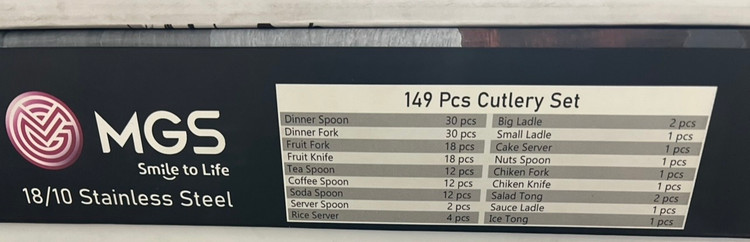 MGS
Smile to Life
18/10 Stainless Steel
149 Pcs Cutlery Set
Dinner Spoon 30 pcs
Dinner Fork 30 pcs
Fruit Fork 18 pcs
Fruit Knife 18 pcs
Tea Spoon 12 pcs
Coffee Spoon 12 pcs
Soda Spoon 12 pcs
Server Spoon 2 pcs
Rice Server 4 pcs
Big Ladle 2 pcs
Small Ladle 1 pcs
Cake Server 1 pcs
Nuts Spoon 1 pcs
Chiken Fork 1 pcs
Chiken Knife 1 pcs
Salad Tong 2 pcs
Sauce Ladle 1 pcs
Ice Tong 1 pcs